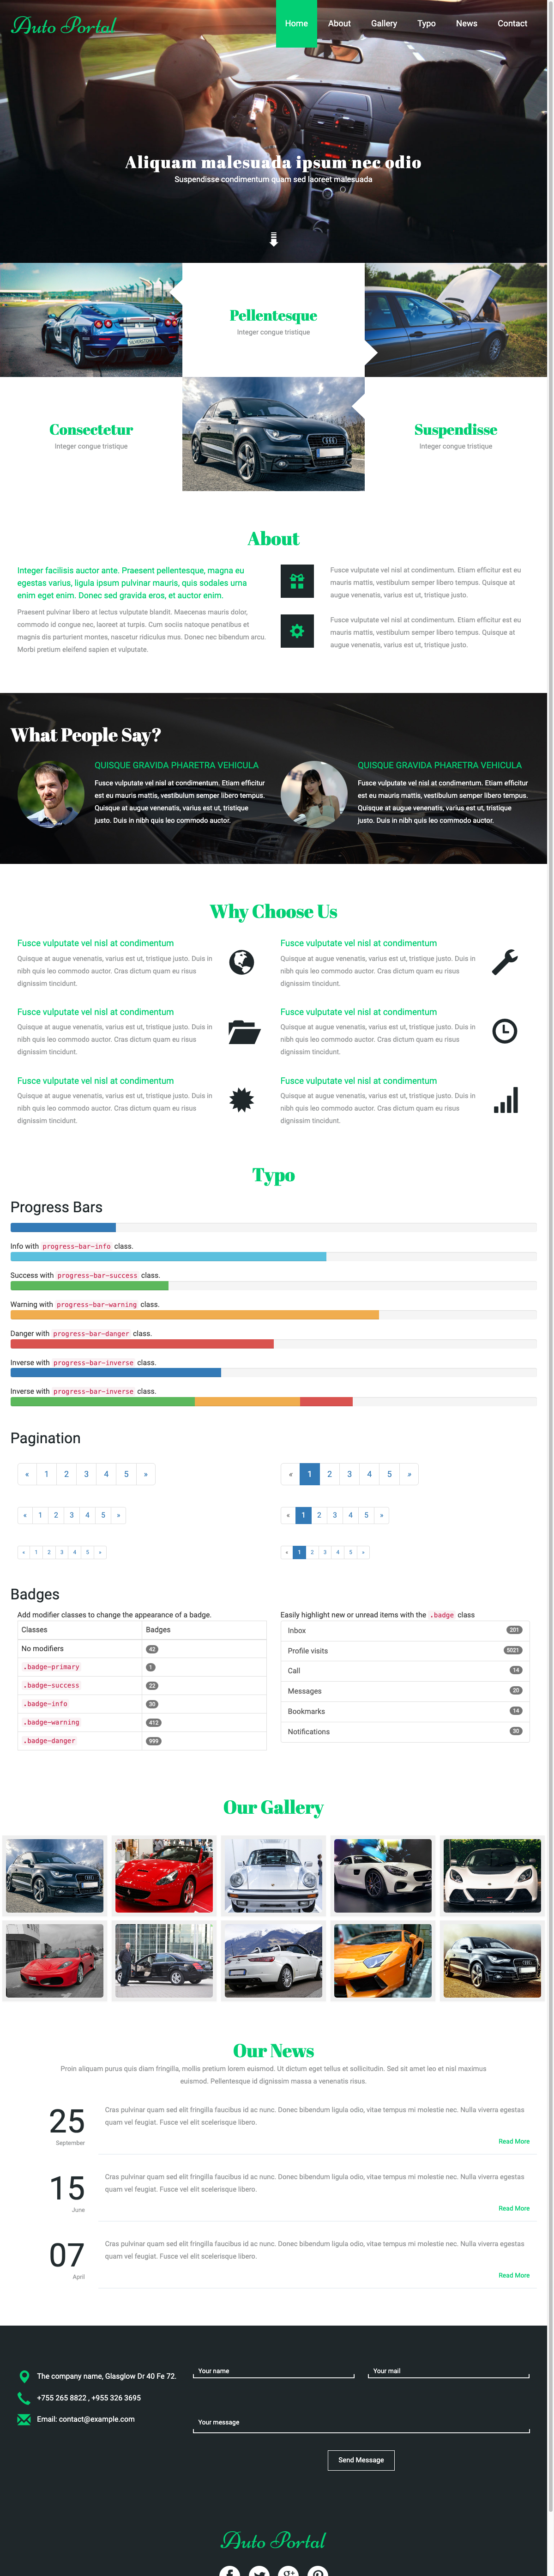 Auto Portal
Home About Gallery Typo News Contact
Aliquam malesuada ipsum nec odio
Suspendisse condimentum quam sed laoreet malesuada
SILVERSTONE
Pellentesque
Integer congue tristique
Consectetur
Integer congue tristique
Suspendisse
Integer congue tristique
About
Integer facilisis auctor ante. Praesent pellentesque, magna eu
egestas varius, ligula ipsum pulvinar mauris, quis sodales urna
enim eget enim. Donec sed gravida eros, et auctor enim.
Praesent pulvinar libero at lectus vulputate blandit. Maecenas mauris dolor,
commodo id congue nec, laoreet at turpis. Cum sociis natoque penatibus et
magnis dis parturient montes, nascetur ridiculus mus. Donec nec bibendum arcu.
Morbi pretium eleifend sapien et vulputate.
Fusce vulputate vel nisl at condimentum. Etiam efficitur est eu
mauris mattis, vestibulum semper libero tempus. Quisque at
augue venenatis, varius est ut, tristique justo.
Fusce vulputate vel nisl at condimentum. Etiam efficitur est eu
mauris mattis, vestibulum semper libero tempus. Quisque at
augue venenatis, varius est ut, tristique justo.
What People Say?
QUISQUE GRAVIDA PHARETRA VEHICULA
Fusce vulputate vel nisl at condimentum. Etiam efficitur
est eu mauris mattis, vestibulum semper libero tempus.
Quisque at augue venenatis, varius est ut, tristique
justo. Duis in nibh quis leo commodo auctor.
QUISQUE GRAVIDA PHARETRA VEHICULA
Fusce vulputate vel nisl at condimentum. Etiam efficitur
est eu mauris mattis, vestibulum semper libero tempus.
Quisque at augue venenatis, varius est ut, tristique
justo. Duis in nibh quis leo commodo auctor.
Why Choose Us
Fusce vulputate vel nisl at condimentum
Quisque at augue venenatis, varius est ut, tristique justo. Duis in
nibh quis leo commodo auctor. Cras dictum quam eu risus
dignissim tincidunt.
Fusce vulputate vel nisl at condimentum
Quisque at augue venenatis, varius est ut, tristique justo. Duis in
nibh quis leo commodo auctor. Cras dictum quam eu risus
dignissim tincidunt.
Fusce vulputate vel nisl at condimentum
Quisque at augue venenatis, varius est ut, tristique justo. Duis in
nibh quis leo commodo auctor. Cras dictum quam eu risus
dignissim tincidunt.
Fusce vulputate vel nisl at condimentum
Quisque at augue venenatis, varius est ut, tristique justo. Duis in
nibh quis leo commodo auctor. Cras dictum quam eu risus
dignissim tincidunt.
Fusce vulputate vel nisl at condimentum
Quisque at augue venenatis, varius est ut, tristique justo. Duis in
nibh quis leo commodo auctor. Cras dictum quam eu risus
dignissim tincidunt.
Fusce vulputate vel nisl at condimentum
Quisque at augue venenatis, varius est ut, tristique justo. Duis in
nibh quis leo commodo auctor. Cras dictum quam eu risus
dignissim tincidunt.
Typo
Progress Bars
Info with progress-bar-info class.
Success with progress-bar-success class.
Warning with progress-bar-warning class.
Danger with progress-bar-danger class.
Inverse with progress-bar-inverse class.
Inverse with progress-bar-inverse class.
Pagination
« 1 2 3 4 5 »
« 1 2 3 4 5 »
« 1 2 3 4 5 »
« 1 2 3 4 5 »
« 1 2 3 4 5 »
« 1 2 3 4 5 »
Badges
Add modifier classes to change the appearance of a badge.
Classes Badges
No modifiers 42
.badge-primary 1
.badge-success 22
.badge-info 30
.badge-warning 412
.badge-danger 999
Easily highlight new or unread items with the .badge class
Inbox 201
Profile visits 5021
Call 14
Messages 20
Bookmarks 14
Notifications 30
Our Gallery
Our News
Proin aliquam purus quis diam fringilla, mollis pretium lorem euismod. Ut dictum eget tellus et sollicitudin. Sed sit amet leo et nisl maximus
euismod. Pellentesque id dignissim massa a venenatis risus.
25
September
Cras pulvinar quam sed elit fringilla faucibus id ac nunc. Donec bibendum ligula odio, vitae tempus mi molestie nec. Nulla viverra egestas
quam vel feugiat. Fusce vel elit scelerisque libero.
Read More
15
June
Cras pulvinar quam sed elit fringilla faucibus id ac nunc. Donec bibendum ligula odio, vitae tempus mi molestie nec. Nulla viverra egestas
quam vel feugiat. Fusce vel elit scelerisque libero.
Read More
07
April
Cras pulvinar quam sed elit fringilla faucibus id ac nunc. Donec bibendum ligula odio, vitae tempus mi molestie nec. Nulla viverra egestas
quam vel feugiat. Fusce vel elit scelerisque libero.
Read More
The company name, Glasglow Dr 40 Fe 72.
+755 265 8822 , +955 326 3695
Email: contact@example.com
Your name
Your mail
Your message
Send Message
Auto Portal